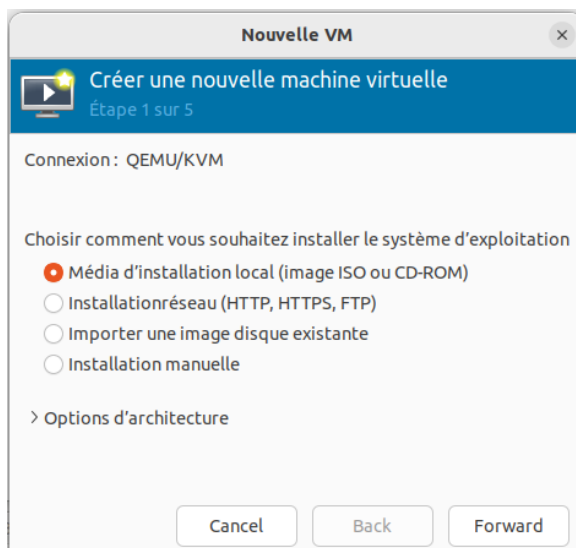 Nouvelle VM
Créer une nouvelle machine virtuelle
Étape 1 sur 5
Connexion : QEMU/KVM
Choisir comment vous souhaitez installer le système d'exploitation
Média d'installation local (image ISO ou CD-ROM)
Installationréseau (HTTP, HTTPS, FTP)
Importer une image disque existante
Installation manuelle
Options d'architecture
Cancel Back Forward